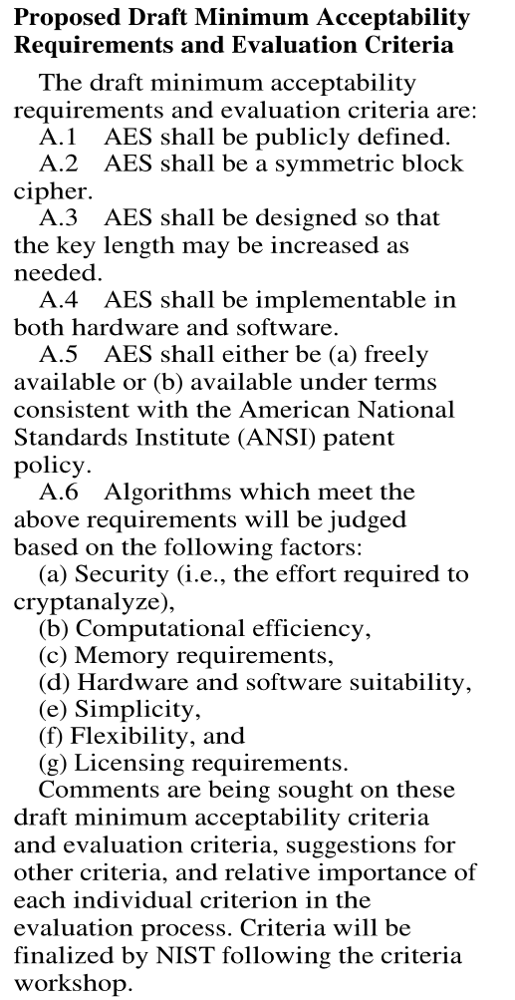 Proposed Draft Minimum Acceptability
Requirements and Evaluation Criteria
The draft minimum acceptability
requirements and evaluation criteria are:
A.1 AES shall be publicly defined.
A.2 AES shall be a symmetric block
cipher.
A.3 AES shall be designed so that
the key length may be increased as
needed.
A.4 AES shall be implementable in
both hardware and software.
A.5 AES shall either be (a) freely
available or (b) available under terms
consistent with the American National
Standards Institute (ANSI) patent
policy.
A.6 Algorithms which meet the
above requirements will be judged
based on the following factors:
(a) Security (i.e., the effort required to
cryptanalyze),
(b) Computational efficiency,
(c) Memory requirements,
(d) Hardware and software suitability,
(e) Simplicity,
(f) Flexibility, and
(g) Licensing requirements.
Comments are being sought on these
draft minimum acceptability criteria
and evaluation criteria, suggestions for
other criteria, and relative importance of
each individual criterion in the
evaluation process. Criteria will be
finalized by NIST following the criteria
workshop.